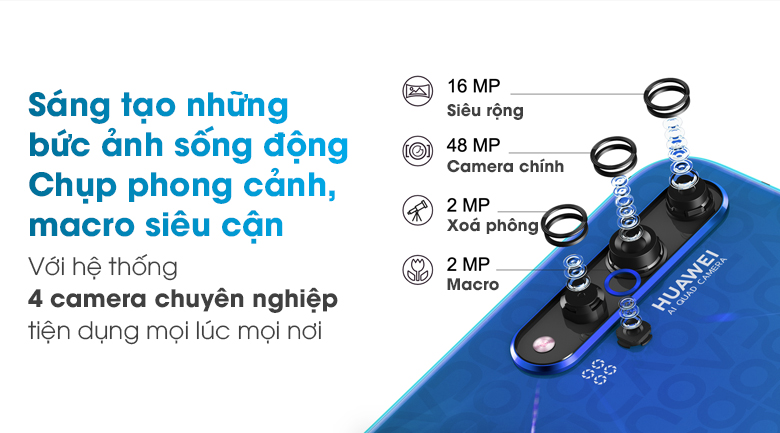 Sáng tạo những
bức ảnh sống động
Chụp phong cảnh,
macro siêu cận
Với hệ thống
4 camera chuyên nghiệp
tiện dụng mọi lúc mọi nơi
16 MP
Siêu rộng
48 MP
Camera chính
2 MP
Xoá phông
2 MP
Macro
HUAWEI
AI QUAD CAMERA